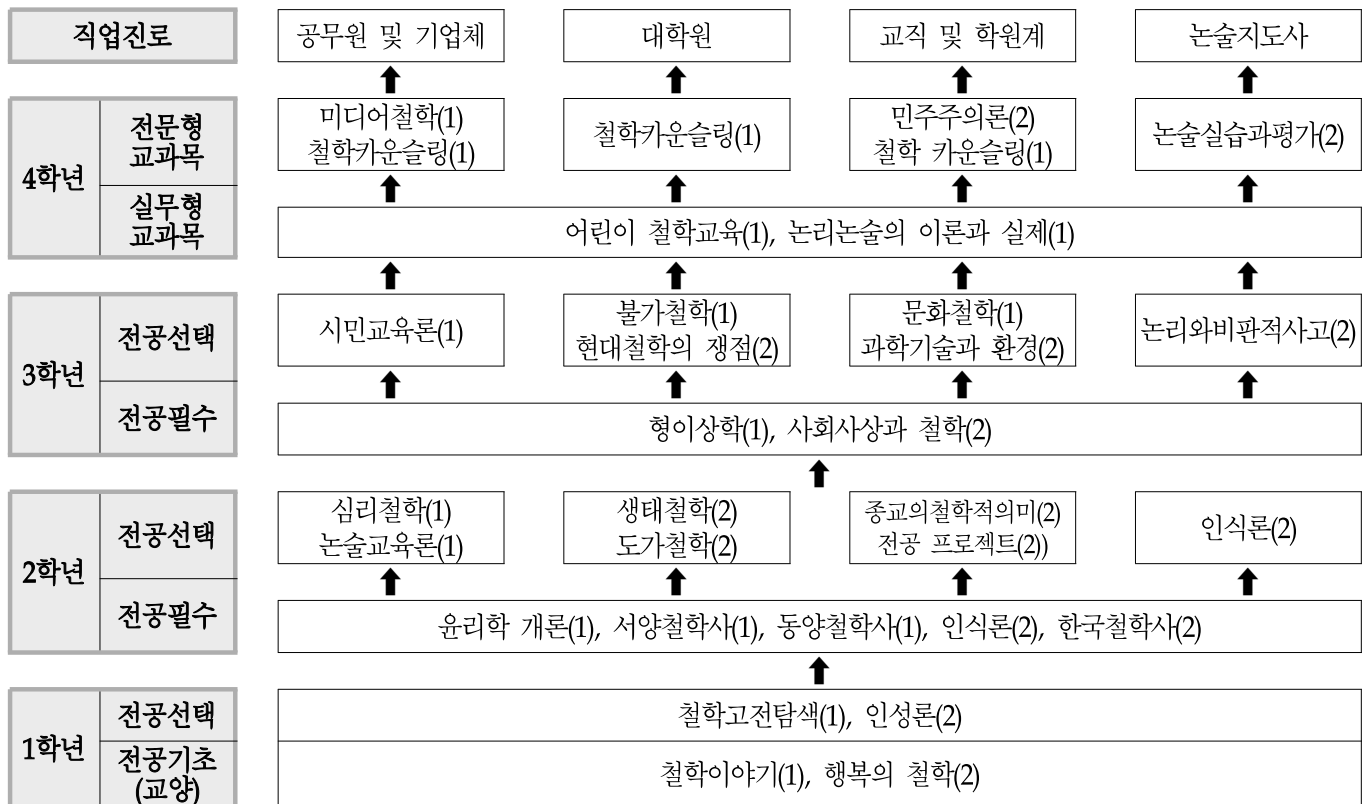 직업진로
공무원 및 기업체
대학원
교직 및 학원계
논술지도사
4학년
전문형
교과목
미디어철학(1)
철학카운슬링(1)
철학카운슬링(1)
민주주의론(2)
철학 카운슬링(1)
논술실습과평가(2)
실무형
교과목
어린이 철학교육(1), 논리논술의 이론과 실제(1)
3학년
전공선택
시민교육론(1)
불가철학(1)
현대철학의 쟁점(2)
문화철학(1)
과학기술과 환경(2)
논리와비판적사고(2)
전공필수
형이상학(1), 사회사상과 철학(2)
2학년
전공선택
심리철학(1)
논술교육론(1)
생태철학(2)
도가철학(2)
종교의철학적의미(2)
전공 프로젝트(2))
인식론(2)
전공필수
윤리학 개론(1), 서양철학사(1), 동양철학사(1), 인식론(2), 한국철학사(2)
1학년
전공선택
철학고전탐색(1), 인성론(2)
전공기초
(교양)
철학이야기(1), 행복의 철학(2)